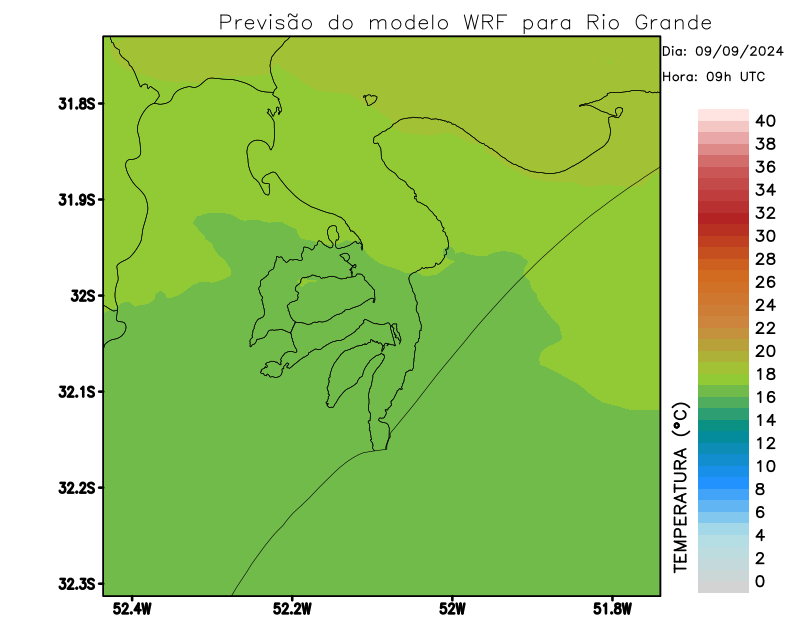 Previsão do modelo WRF para Rio Grande
Dia: 09/09/2024
Hora: 09h UTC
31.8S
31.9S
32S
32.1S
32.2S
32.3S
52.4W
52.2W
52W
51.8W
TEMPERATURA (ºC)
40
38
36
34
32
30
28
26
24
22
20
18
16
14
12
10
8
6
4
2
0